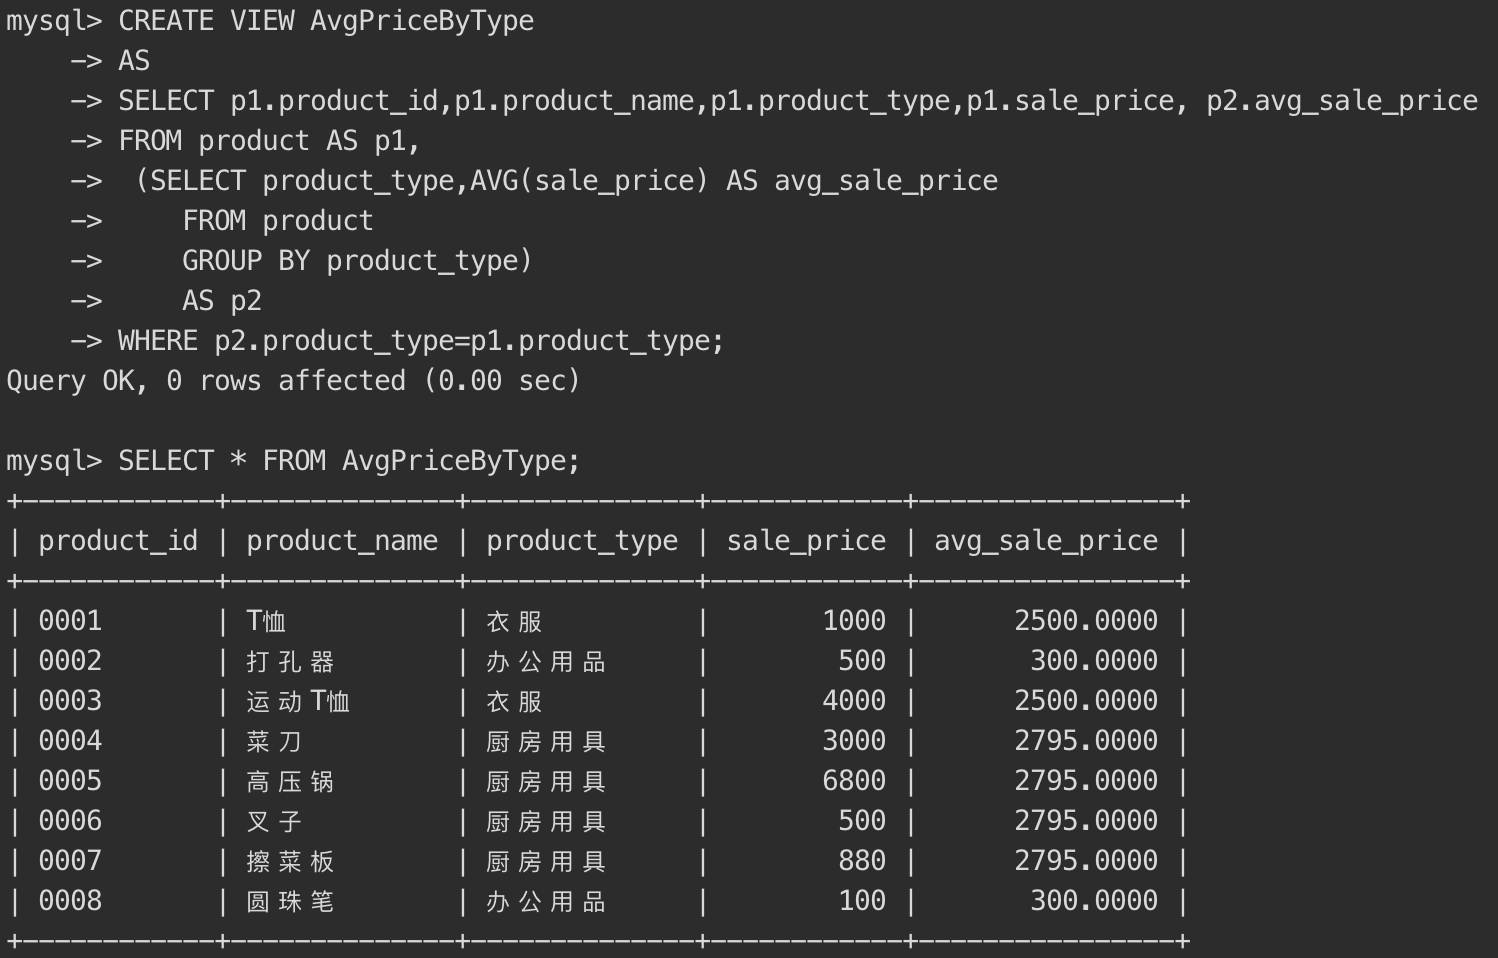 mysql> CREATE VIEW AvgPriceByType
    -> AS
    -> SELECT p1.product_id,p1.product_name,p1.product_type,p1.sale_price, p2.avg_sale_price
    -> FROM product AS p1,
    ->  (SELECT product_type,AVG(sale_price) AS avg_sale_price
    ->     FROM product
    ->     GROUP BY product_type)
    ->     AS p2
    -> WHERE p2.product_type=p1.product_type;
Query OK, 0 rows affected (0.00 sec)

mysql> SELECT * FROM AvgPriceByType;
+------------+--------------+--------------+------------+----------------+
| product_id | product_name | product_type | sale_price | avg_sale_price |
+------------+--------------+--------------+------------+----------------+
| 0001       | T恤          | 衣服         |       1000 |      2500.0000 |
| 0002       | 打孔器       | 办公用品     |        500 |       300.0000 |
| 0003       | 运动T恤      | 衣服         |       4000 |      2500.0000 |
| 0004       | 菜刀         | 厨房用具     |       3000 |      2795.0000 |
| 0005       | 高压锅       | 厨房用具     |       6800 |      2795.0000 |
| 0006       | 叉子         | 厨房用具     |        500 |      2795.0000 |
| 0007       | 擦菜板       | 厨房用具     |        880 |      2795.0000 |
| 0008       | 圆珠笔       | 办公用品     |        100 |       300.0000 |
+------------+--------------+--------------+------------+----------------+